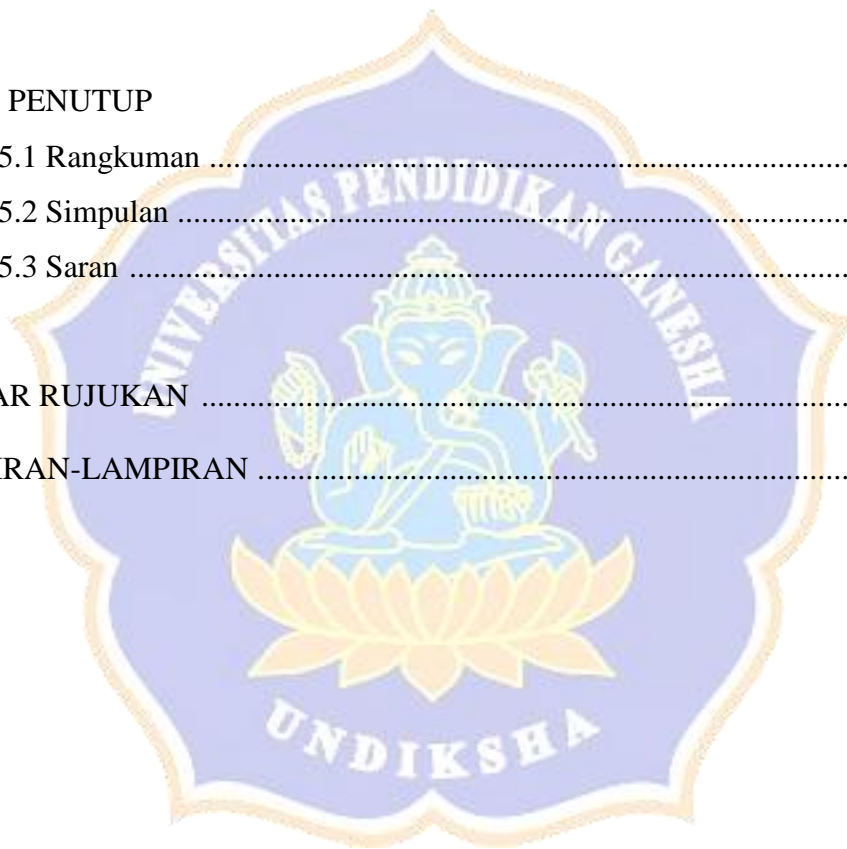 PENUTUP
5.1 Rangkuman ..........................................................................................
5.2 Simpulan ..............................................................................................
5.3 Saran ....................................................................................................
AR RUJUKAN ..........................................................................................
IRAN-LAMPIRAN ....................................................................................
UNIVERSITAS PENDIDIKAN GANESHA
UNDIKSHA